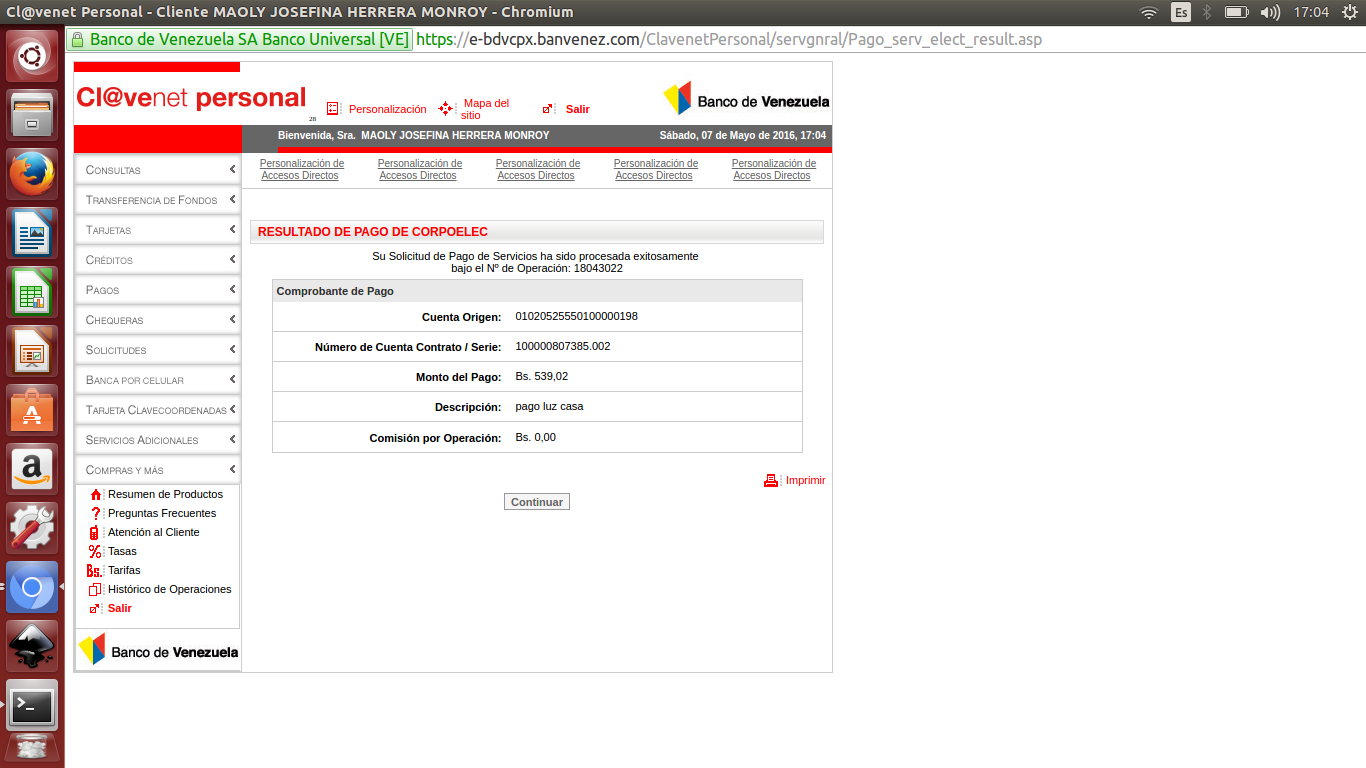 Cl@venet Personal - Cliente MAOLY JOSEFINA HERRERA MONROY - Chromium
Es
17:04
Banco de Venezuela SA Banco Universal [VE]
https://e-bdvcpx.banvenez.com/ClavenetPersonal/servgnral/Pago_serv_elect_result.asp
Cl@venet personal
28
Personalización
Mapa del
sitio
Salir
Banco de Venezuela
Bienvenida, Sra. MAOLY JOSEFINA HERRERA MONROY
Sábado, 07 de Mayo de 2016, 17:04
Personalización de
Accesos Directos
Personalización de
Accesos Directos
Personalización de
Accesos Directos
Personalización de
Accesos Directos
Personalización de
Accesos Directos
CONSULTAS
TRANSFERENCIA DE FONDOS
TARJETAS
CRÉDITOS
PAGOS
CHEQUERAS
SOLICITUDES
BANCA POR CELULAR
TARJETA CLAVECOORDENADAS
SERVICIOS ADICIONALES
COMPRAS Y MÁS
Resumen de Productos
? Preguntas Frecuentes
Atención al Cliente
% Tasas
Bs. Tarifas
Histórico de Operaciones
Salir
Banco de Venezuela
RESULTADO DE PAGO DE CORPOELEC
Su Solicitud de Pago de Servicios ha sido procesada exitosamente
bajo el Nº de Operación: 18043022
Comprobante de Pago
Cuenta Origen: 01020525550100000198
Número de Cuenta Contrato / Serie: 100000807385.002
Monto del Pago: Bs. 539,02
Descripción: pago luz casa
Comisión por Operación: Bs. 0,00
Imprimir
Continuar